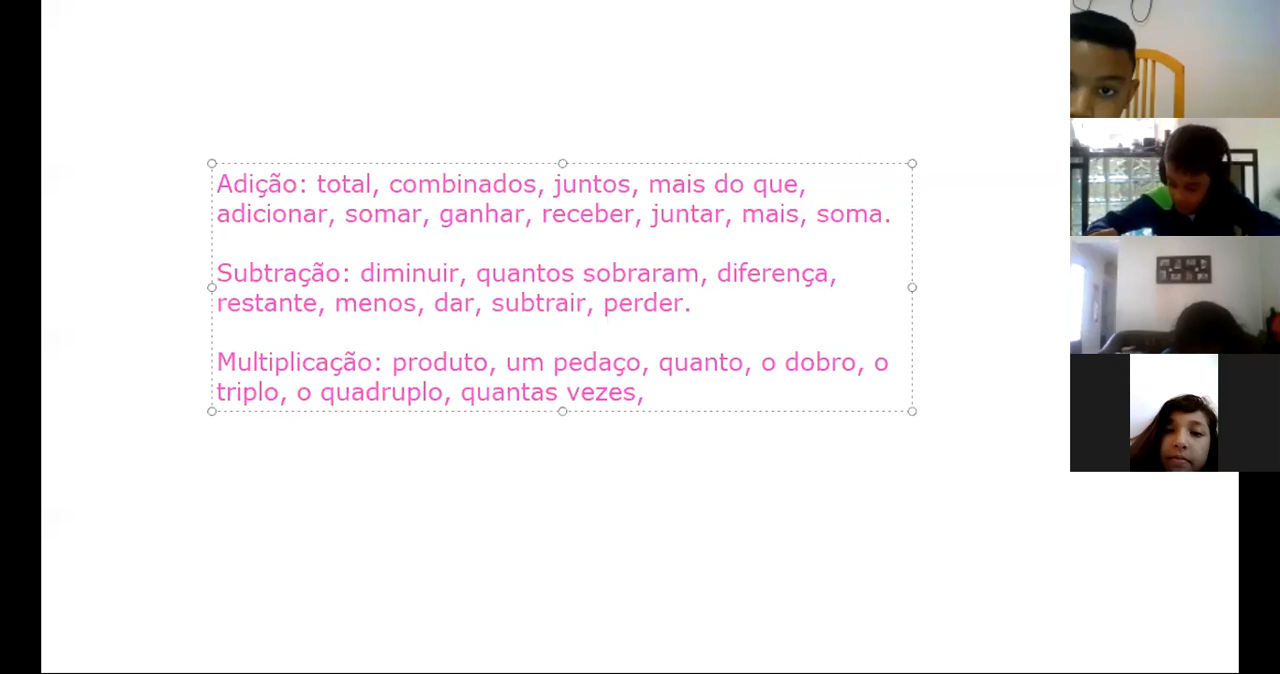 Adição: total, combinados, juntos, mais do que,
adicionar, somar, ganhar, receber, juntar, mais, soma.
Subtração: diminuir, quantos sobraram, diferença,
restante, menos, dar, subtrair, perder.
Multiplicação: produto, um pedaço, quanto, o dobro, o
triplo, o quadruplo, quantas vezes,